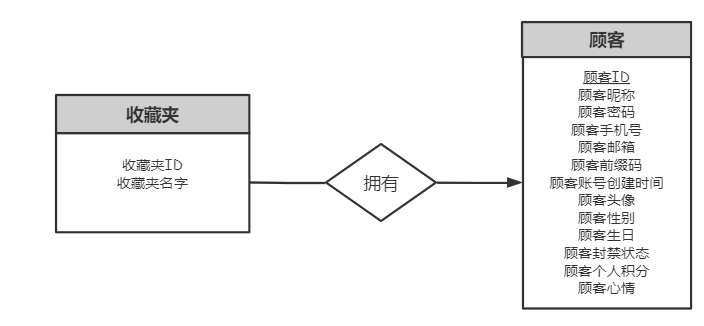 收藏夹
收藏夹ID
收藏夹名字
拥有
顾客
顾客ID
顾客昵称
顾客密码
顾客手机号
顾客邮箱
顾客前缀码
顾客账号创建时间
顾客头像
顾客性别
顾客生日
顾客封禁状态
顾客个人积分
顾客心情